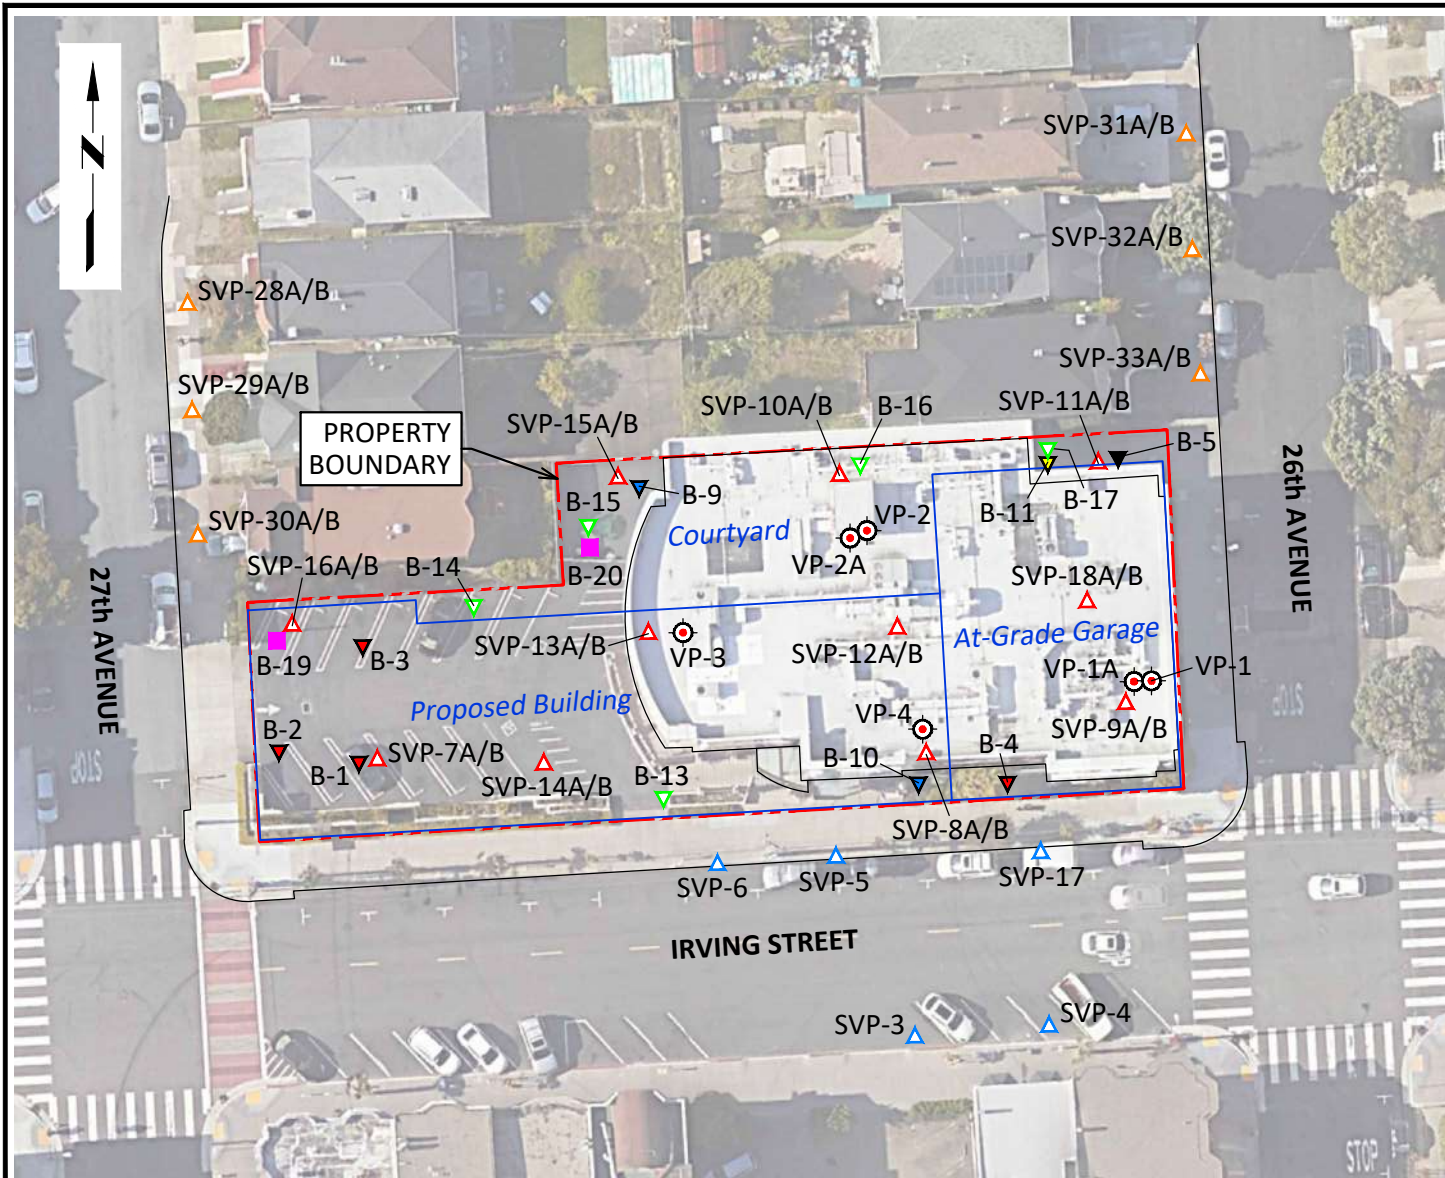 N
SVP-31A/B
SVP-32A/B
SVP-28A/B
SVP-33A/B
SVP-29A/B
SVP-10A/B
B-16
SVP-11A/B
SVP-15A/B
PROPERTY
BOUNDARY
B-5
B-9
B-15
B-17
B-11
VP-2
Courtyard
VP-2A
SVP-30A/B
B-20
SVP-16A/B
B-14
SVP-18A/B
26th AVENUE
27th AVENUE
SVP-13A/B
VP-3
SVP-12A/B
At-Grade Garage
B-19
B-3
VP-1A
VP-1
Proposed Building
VP-4
SVP-9A/B
B-2
B-1
SVP-7A/B
SVP-14A/B
B-13
B-10
B-4
STOP
STOP
SVP-8A/B
SVP-6
SVP-5
SVP-17
IRVING STREET
SVP-3
SVP-4
STOP